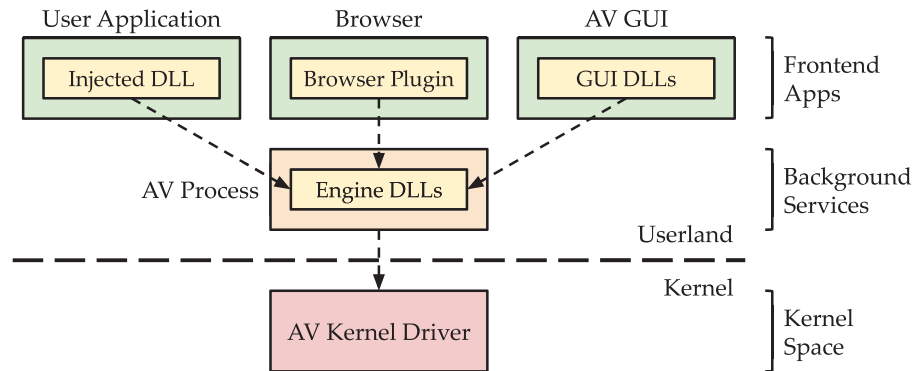 User Application
Browser
AV GUI
Injected DLL
Browser Plugin
GUI DLLs
Frontend
Apps
AV Process
Engine DLLs
Background
Services
Userland
Kernel
AV Kernel Driver
Kernel
Space